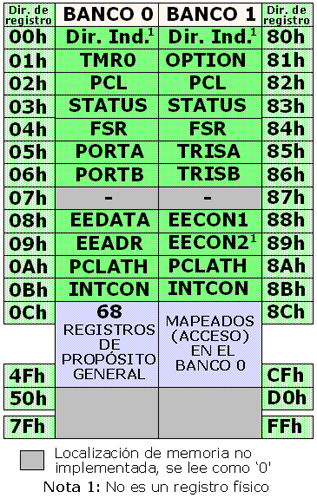 Dir. de registro BANCO 0 BANCO 1 Dir. de registro
00h Dir. Ind.1 Dir. Ind.1 80h
01h TMR0 OPTION 81h
02h PCL PCL 82h
03h STATUS STATUS 83h
04h FSR FSR 84h
05h PORTA TRISA 85h
06h PORTB TRISB 86h
07h - - 87h
08h EEDATA EECON1 88h
09h EEADR EECON21 89h
0Ah PCLATH PCLATH 8Ah
0Bh INTCON INTCON 8Bh
0Ch 68 8Ch
REGISTROS MAPEADOS
DE (ACCESO)
PROPÓSITO EN EL
GENERAL BANCO 0
4Fh CFh
50h D0h
7Fh FFh
Localización de memoria no
implementada, se lee como '0'
Nota 1: No es un registro físico